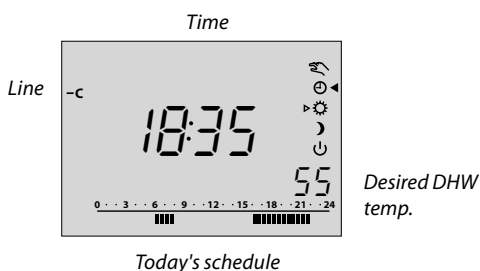 Time
Line
-C
18:35
55
Desired DHW
temp.
0 · · 3 · · 6 · · 9 · · 12 · · 15 · · 18 · · 21 · · 24
Today's schedule